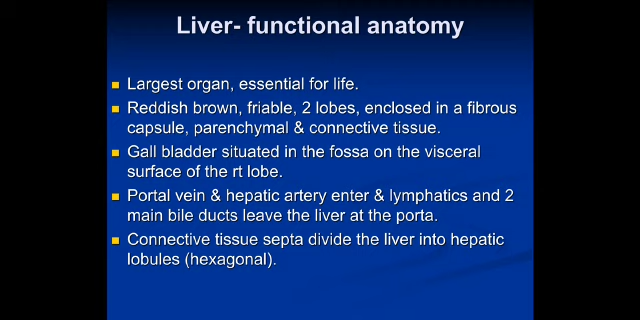 Liver- functional anatomy
Largest organ, essential for life.
Reddish brown, friable, 2 lobes, enclosed in a fibrous
capsule, parenchymal & connective tissue.
Gall bladder situated in the fossa on the visceral
surface of the rt lobe.
Portal vein & hepatic artery enter & lymphatics and 2
main bile ducts leave the liver at the porta.
Connective tissue septa divide the liver into hepatic
lobules (hexagonal).